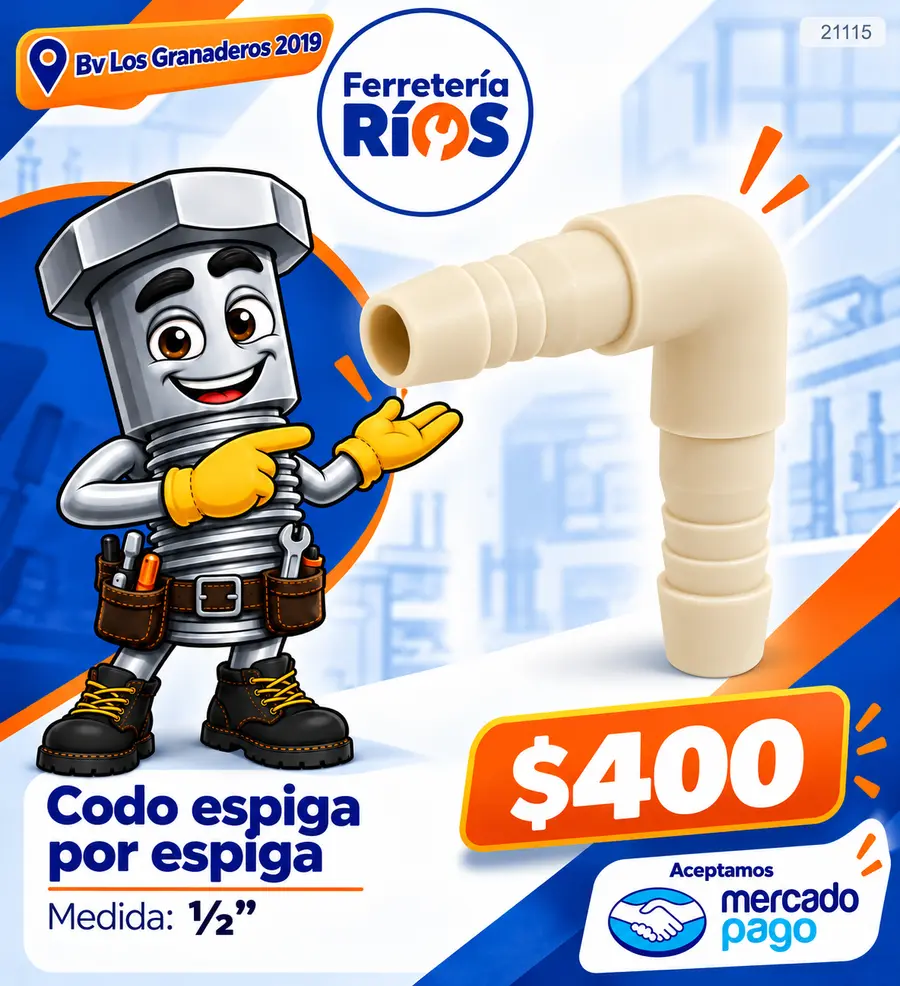 Bv Los Granaderos 2019
Ferretería
Ríos
21115
$400
Codo espiga
por espiga
Medida: ½”
Aceptamos
mercado
pago